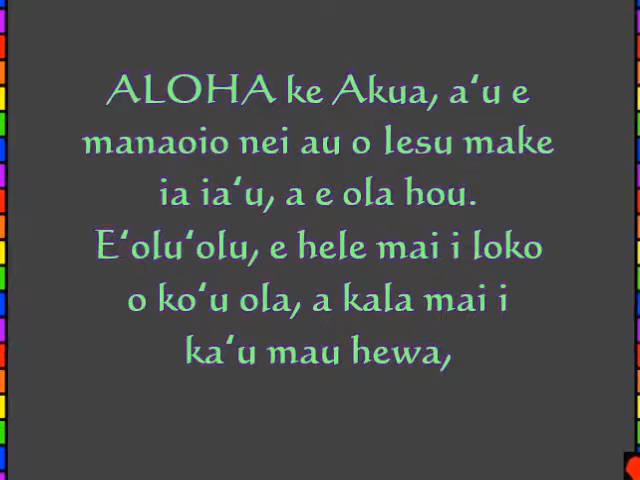 ALOHA ke Akua, aʻu e
manaoio nei au o Iesu make
ia iaʻu, a e ola hou.
Eʻoluʻolu, e hele mai i loko
o koʻu ola, a kala mai i
kaʻu mau hewa,